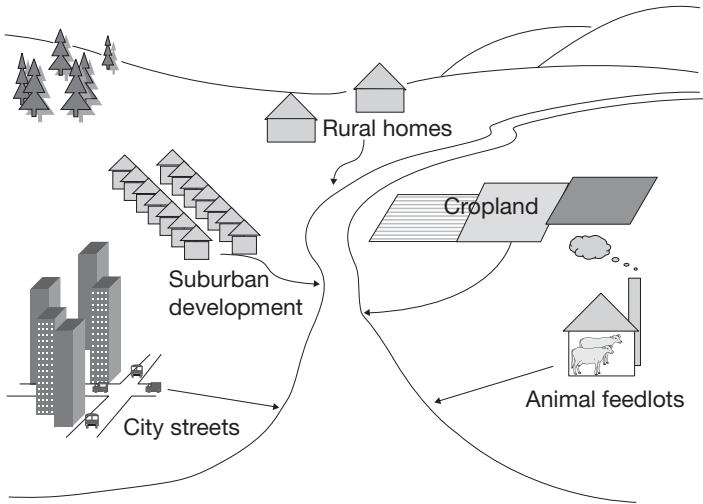 Rural homes
Cropland
Suburban
development
Animal feedlots
City streets